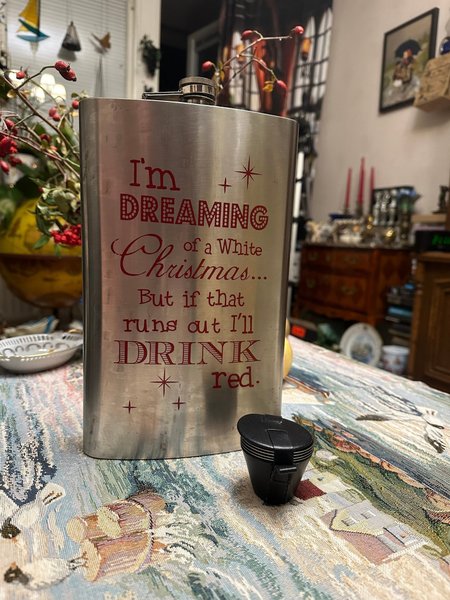 I'm
DREAMING
of a White
Christmas...
But if that
runs out I'll
DRINK
red.